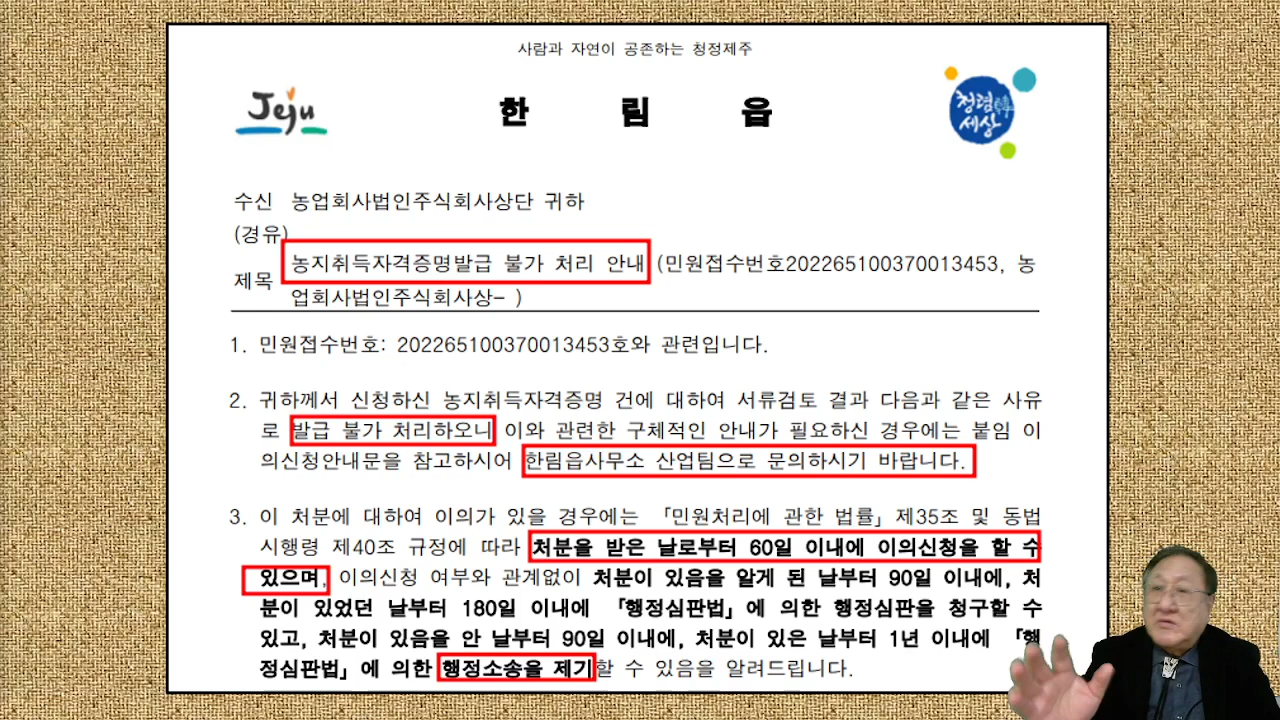 사람과 자연이 공존하는 청정제주
Jeju
한 림 읍
청렴
세상
수신 농업회사법인주식회사상단 귀하
(경유)
제목 농지취득자격증명발급 불가 처리 안내 (민원접수번호202265100370013453, 농
업회사법인주식회사상- )
1. 민원접수번호: 202265100370013453호와 관련입니다.
2. 귀하께서 신청하신 농지취득자격증명 건에 대하여 서류검토 결과 다음과 같은 사유
로 발급 불가 처리하오니 이와 관련한 구체적인 안내가 필요하신 경우에는 붙임 이
의신청안내문을 참고하시어 한림읍사무소 산업팀으로 문의하시기 바랍니다.
3. 이 처분에 대하여 이의가 있을 경우에는 「민원처리에 관한 법률」제35조 및 동법
시행령 제40조 규정에 따라 처분을 받은 날로부터 60일 이내에 이의신청을 할 수
있으며, 이의신청 여부와 관계없이 처분이 있음을 알게 된 날부터 90일 이내에, 처
분이 있었던 날부터 180일 이내에 「행정심판법」에 의한 행정심판을 청구할 수
있고, 처분이 있음을 안 날부터 90일 이내에, 처분이 있은 날부터 1년 이내에 「행
정심판법」에 의한 행정소송을 제기할 수 있음을 알려드립니다.